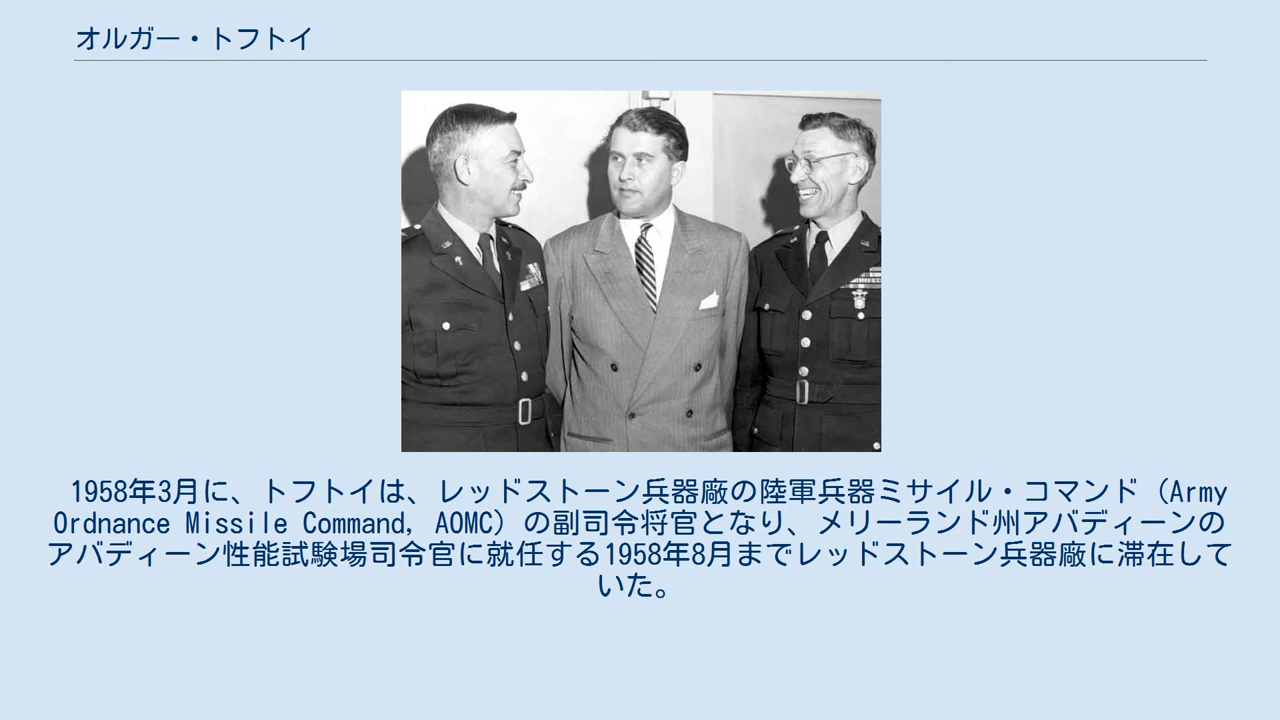 オルガー・トフトイ
1958年3月に、トフトイは、レッドストーン兵器廠の陸軍兵器ミサイル・コマンド（Army
Ordnance Missile Command, AOMC）の副司令将官となり、メリーランド州アバディーンの
アバディーン性能試験場司令官に就任する1958年8月までレッドストーン兵器廠に滞在して
いた。